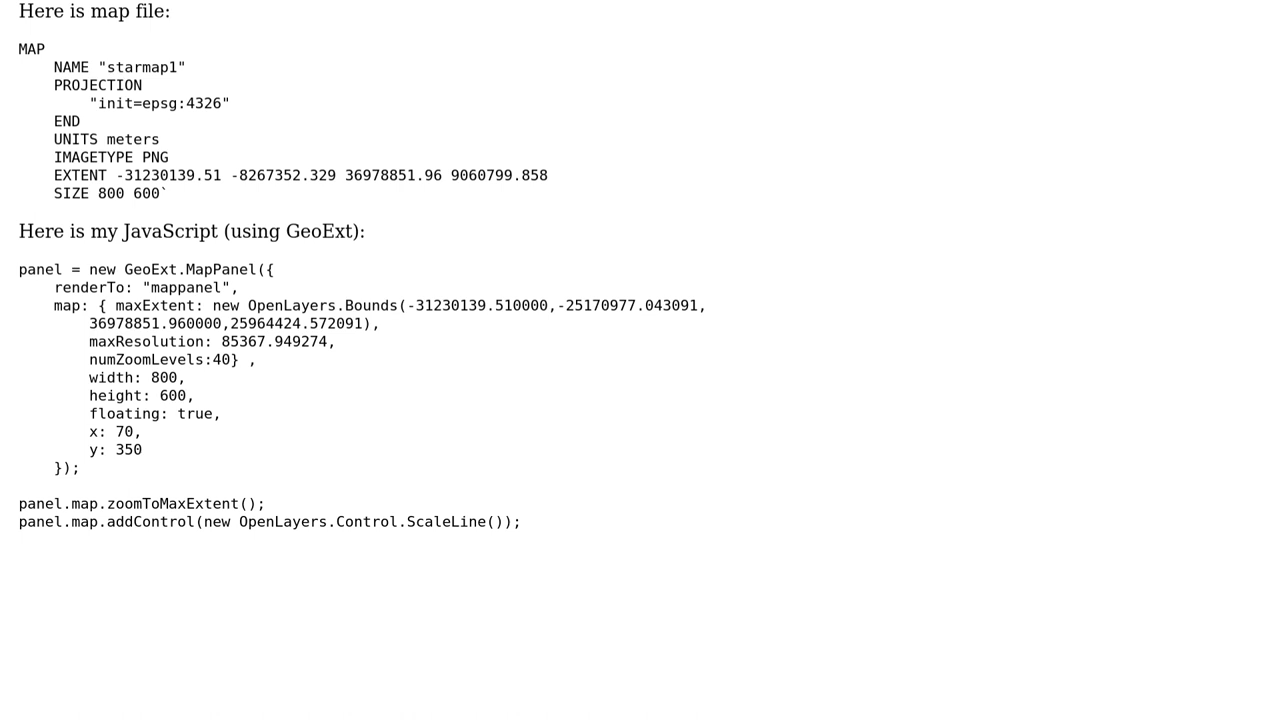 Here is map file:
MAP
NAME "starmap1"
PROJECTION
"init=epsg:4326"
END
UNITS meters
IMAGETYPE PNG
EXTENT -31230139.51 -8267352.329 36978851.96 9060799.858
SIZE 800 600`
Here is my JavaScript (using GeoExt):
panel = new GeoExt.MapPanel({
renderTo: "mappanel",
map: { maxExtent: new OpenLayers.Bounds(-31230139.510000,-25170977.043091,
36978851.960000,25964424.572091),
maxResolution: 85367.949274,
numZoomLevels:40} ,
width: 800,
height: 600,
floating: true,
x: 70,
y: 350
});
panel.map.zoomToMaxExtent();
panel.map.addControl(new OpenLayers.Control.ScaleLine());